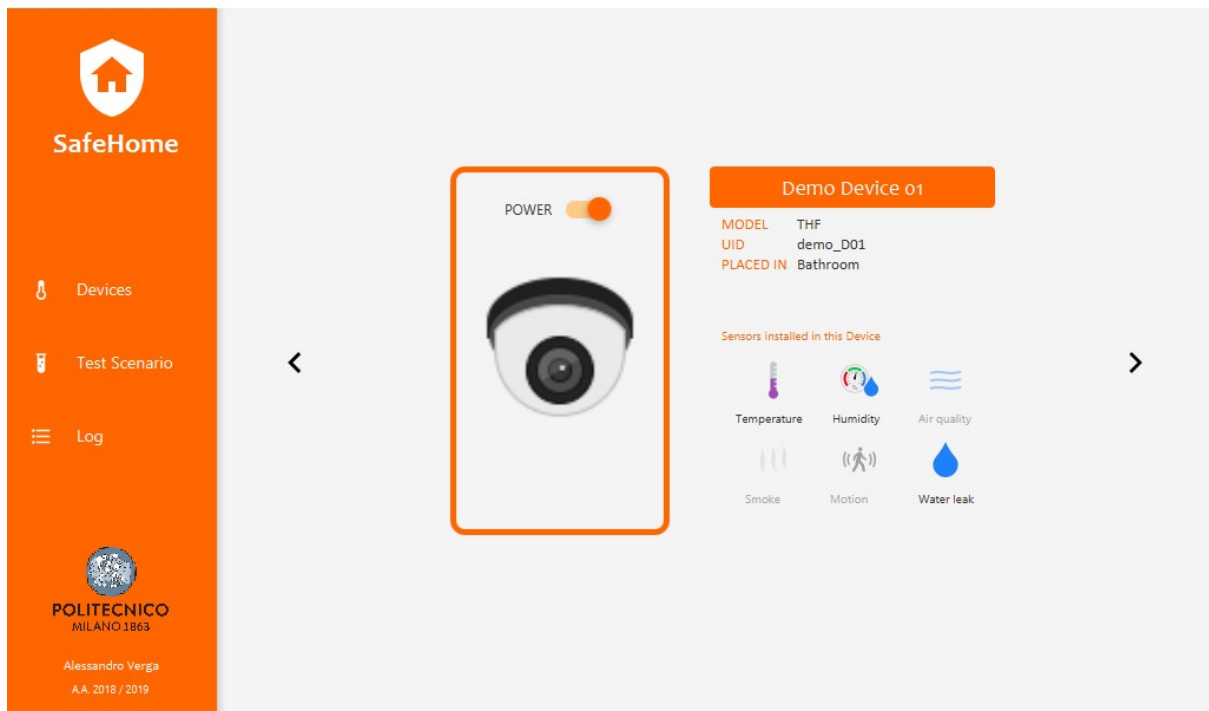 SafeHome
Devices
Test Scenario
Log
POLITECNICO
MILANO 1863
Alessandro Verga
A.A. 2018 / 2019
POWER
Demo Device 01
MODEL THF
UID demo_D01
PLACED IN Bathroom
Sensors installed in this Device
Temperature Humidity Air quality
Smoke Motion Water leak